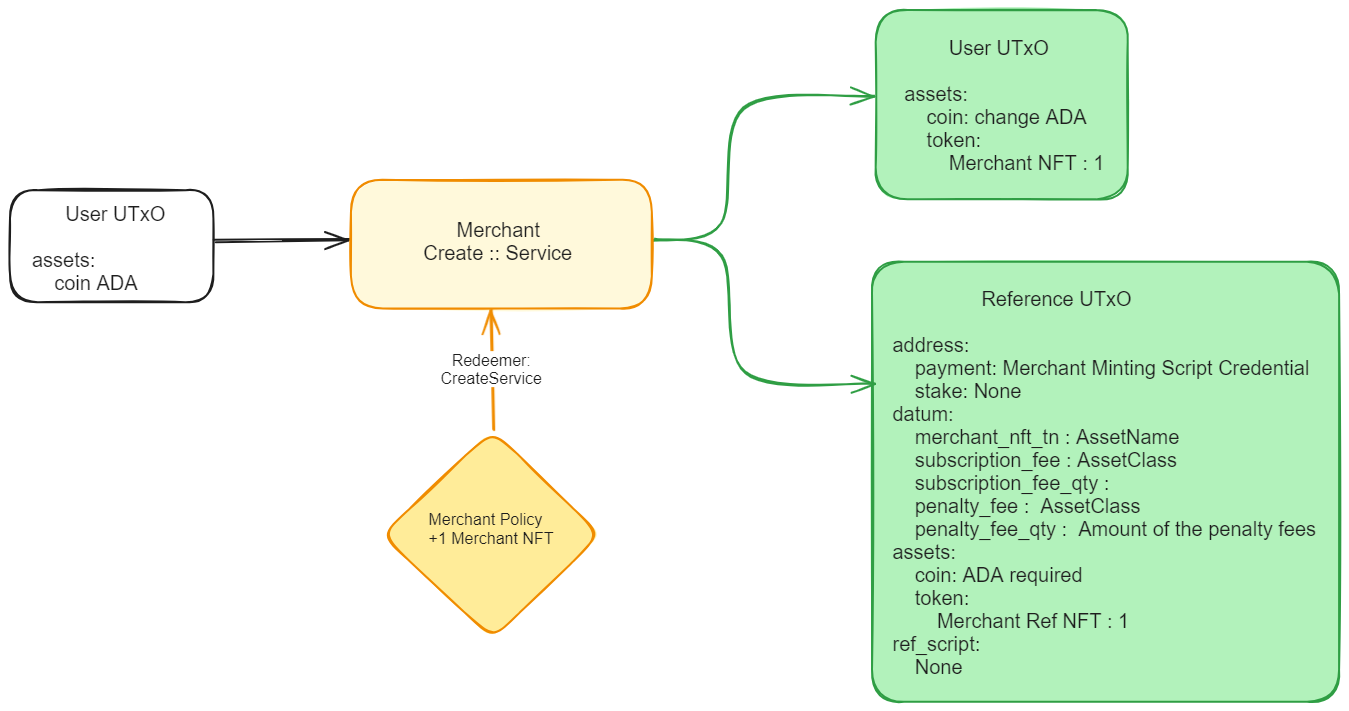 User UTxO
assets:
coin ADA
Merchant
Create :: Service
Redeemer:
CreateService
Merchant Policy
+1 Merchant NFT
User UTxO
assets:
coin: change ADA
token:
Merchant NFT : 1
Reference UTxO
address:
payment: Merchant Minting Script Credential
stake: None
datum:
merchant_nft_tn : AssetName
subscription_fee : AssetClass
subscription_fee_qty :
penalty_fee :  AssetClass
penalty_fee_qty :  Amount of the penalty fees
assets:
coin: ADA required
token:
Merchant Ref NFT : 1
ref_script:
None